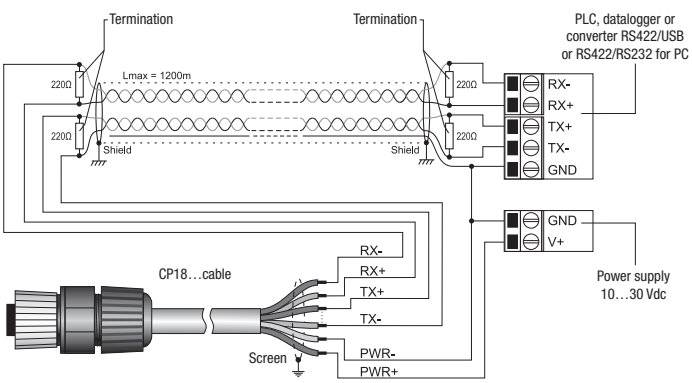 Termination
Termination
PLC, datalogger or
converter RS422/USB
or RS422/RS232 for PC
Lmax = 1200m
220Ω
220Ω
220Ω
220Ω
Shield
Shield
RX-
RX+
TX+
TX-
GND
GND
V+
Power supply
10...30 Vdc
CP18...cable
RX-
RX+
TX+
TX-
Screen
PWR-
PWR+